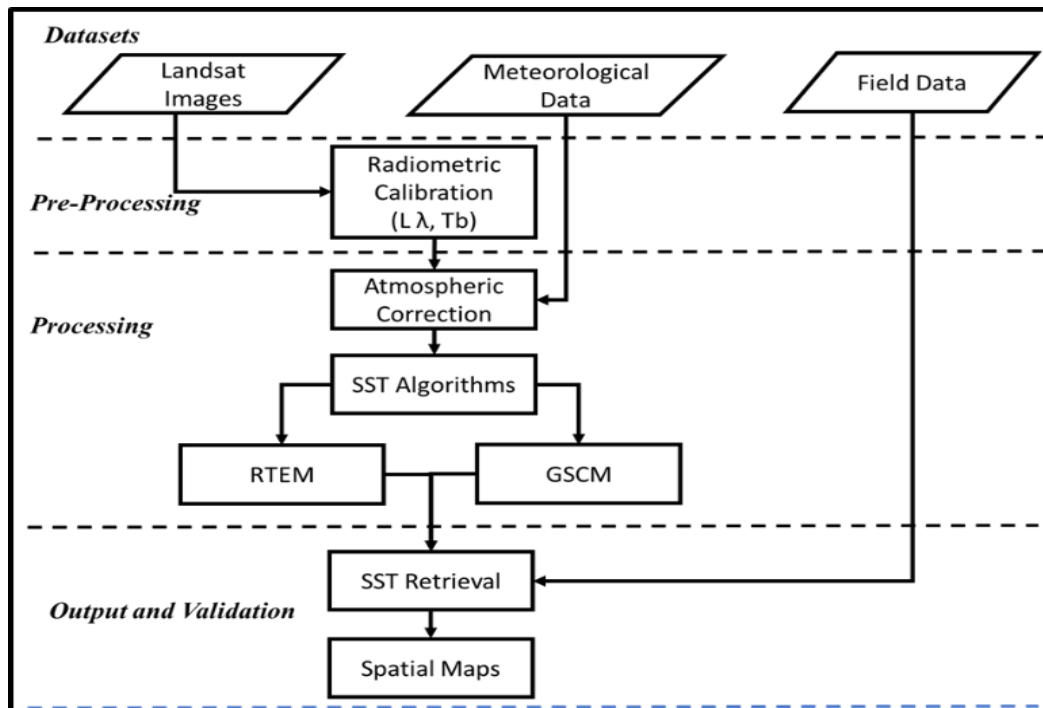 Datasets
Landsat
Images
Meteorological
Data
Field Data
Pre-Processing
Radiometric
Calibration
(L λ, Tb)
Processing
Atmospheric
Correction
SST Algorithms
RTEM
GSCM
Output and Validation
SST Retrieval
Spatial Maps